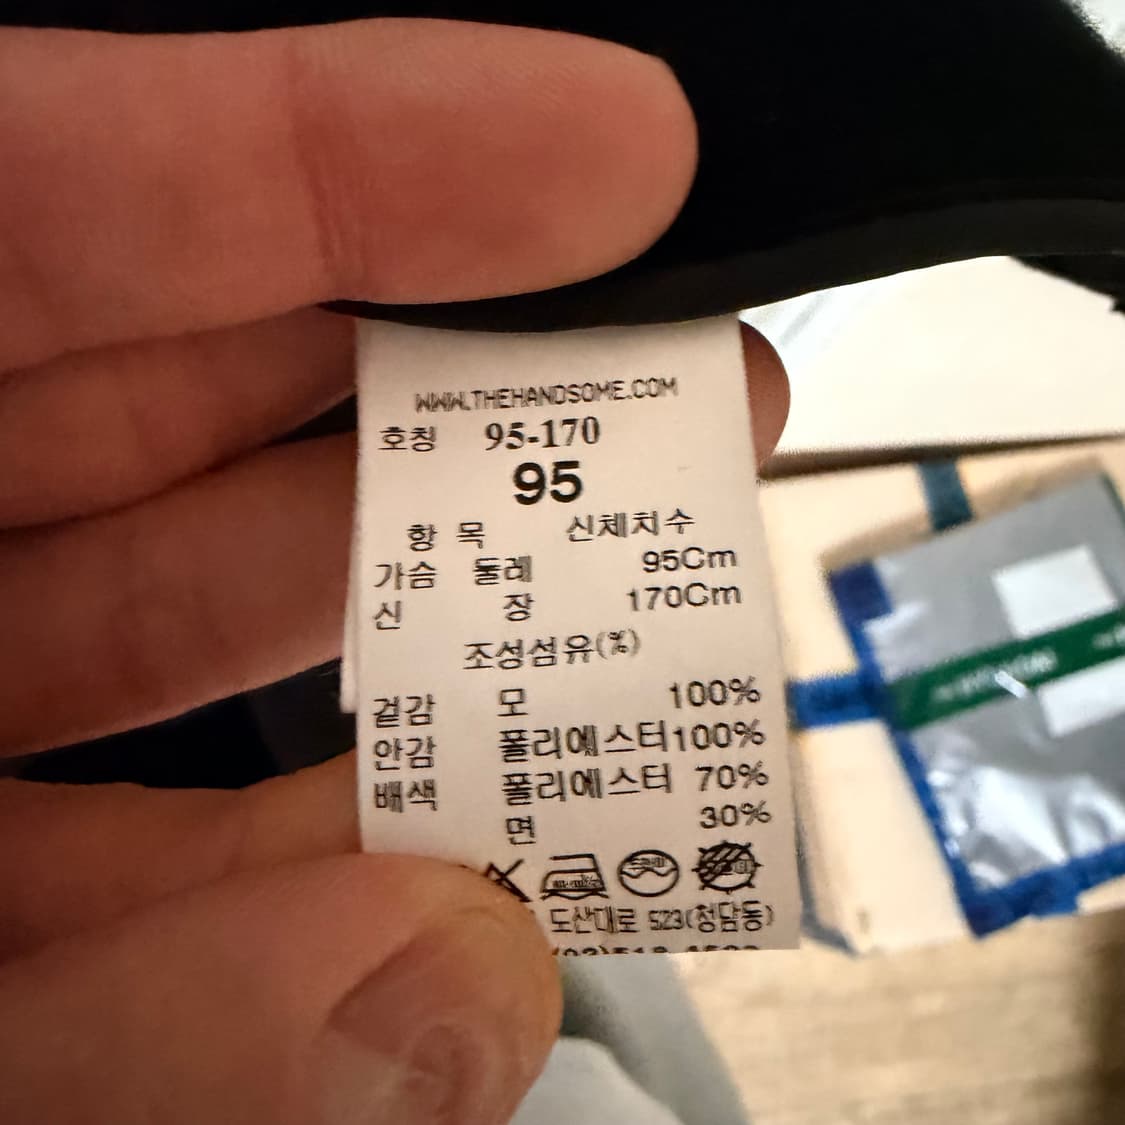 WWW.THEHANDSOME.COM
호칭 95-170
95
항 목 신체치수
가슴 둘레 95Cm
신 장 170Cm
조성섬유(%)
겉감 모 100%
안감 폴리에스터100%
배색 폴리에스터 70%
면 30%
도산대로 523(청담동)